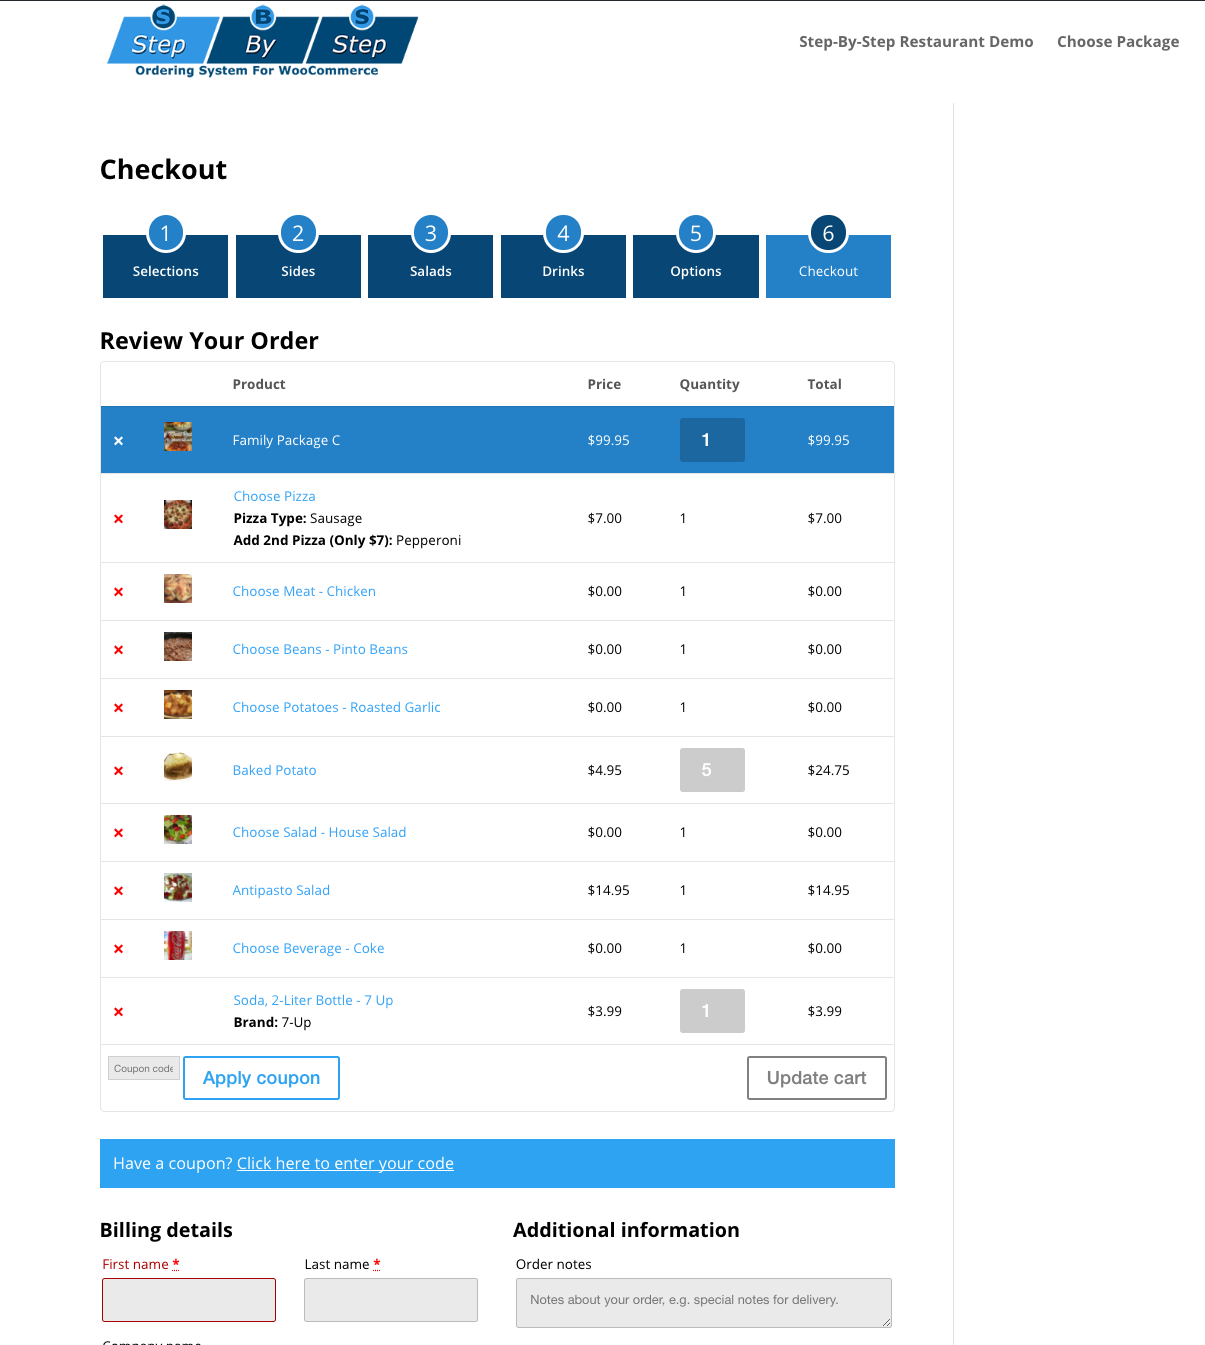 S B S
Step By Step
Ordering System For WooCommerce
Step-By-Step Restaurant Demo Choose Package
Checkout
1 2 3 4 5 6
Selections Sides Salads Drinks Options Checkout
Review Your Order
Product Price Quantity Total
× Family Package C $99.95 1 $99.95
Choose Pizza
Pizza Type: Sausage
× $7.00 1 $7.00
Add 2nd Pizza (Only $7): Pepperoni
× Choose Meat - Chicken $0.00 1 $0.00
× Choose Beans - Pinto Beans $0.00 1 $0.00
× Choose Potatoes - Roasted Garlic $0.00 1 $0.00
× Baked Potato $4.95 5 $24.75
× Choose Salad - House Salad $0.00 1 $0.00
× Antipasto Salad $14.95 1 $14.95
× Choose Beverage - Coke $0.00 1 $0.00
Soda, 2-Liter Bottle - 7 Up
× $3.99 1 $3.99
Brand: 7-Up
Coupon code Apply coupon Update cart
Have a coupon? Click here to enter your code
Billing details Additional information
First name * Last name * Order notes
Notes about your order, e.g. special notes for delivery.
Company name